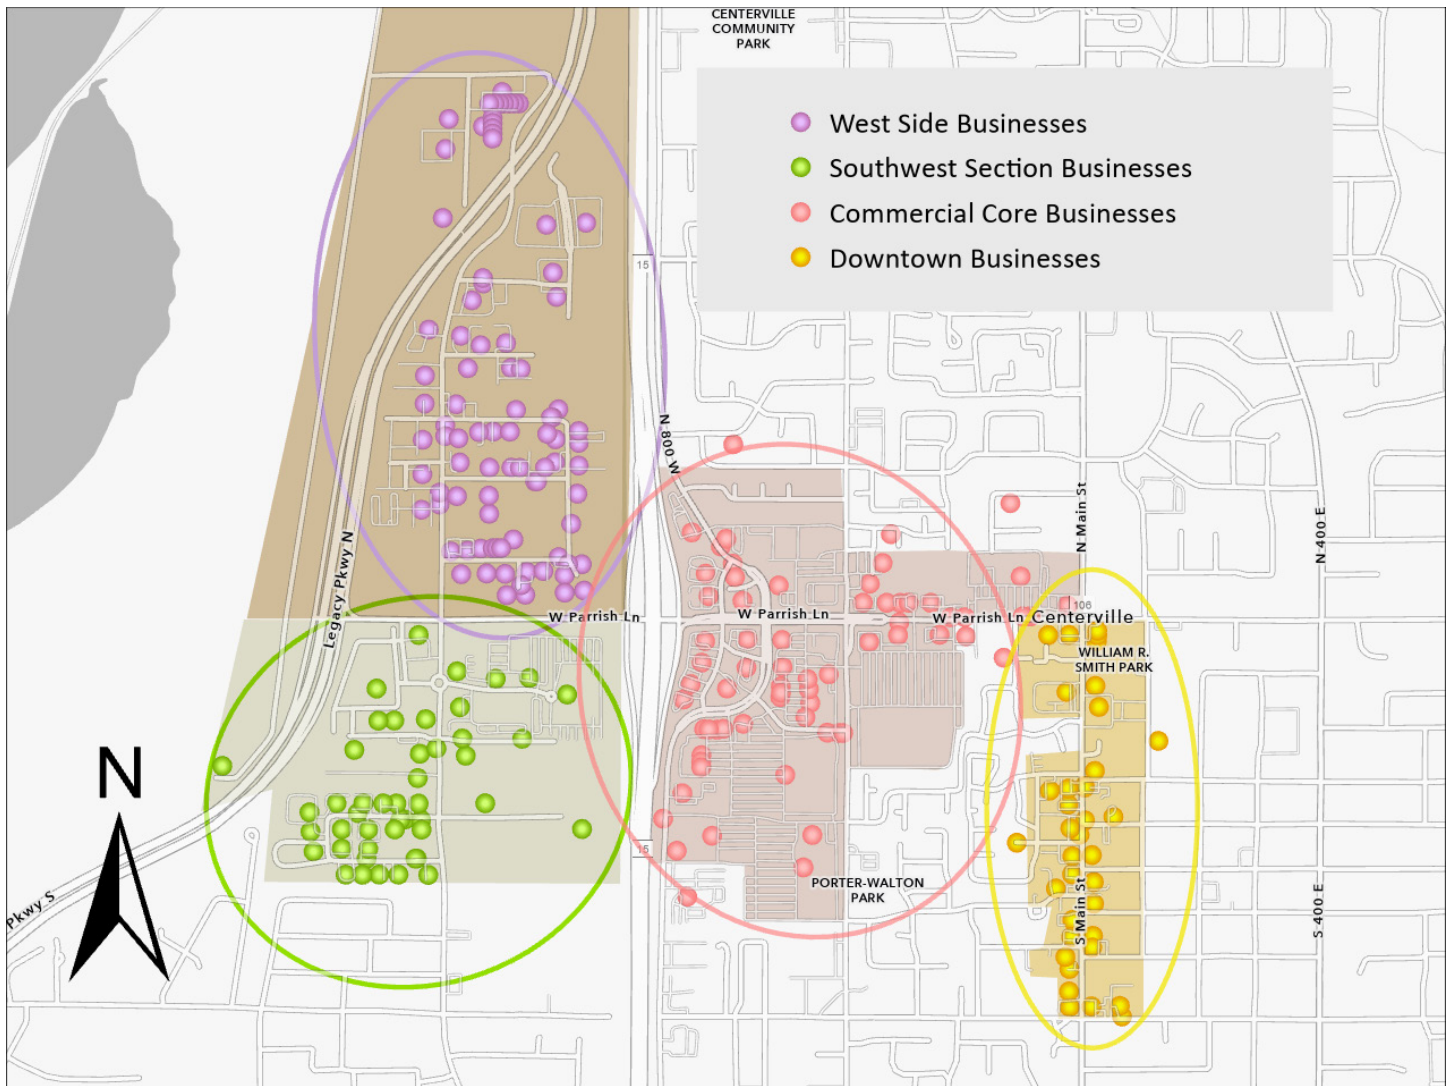 CENTERVILLE
COMMUNITY
PARK
West Side Businesses
Southwest Section Businesses
Commercial Core Businesses
Downtown Businesses
15
N 800 W
N Main St
N 400 E
Legacy Pkwy N
W Parrish Ln
W Parrish Ln
W Parrish Ln
106
Centerville
WILLIAM R.
SMITH PARK
N
15
PORTER-WALTON
PARK
S Main St
S 400 E
Pkwy S